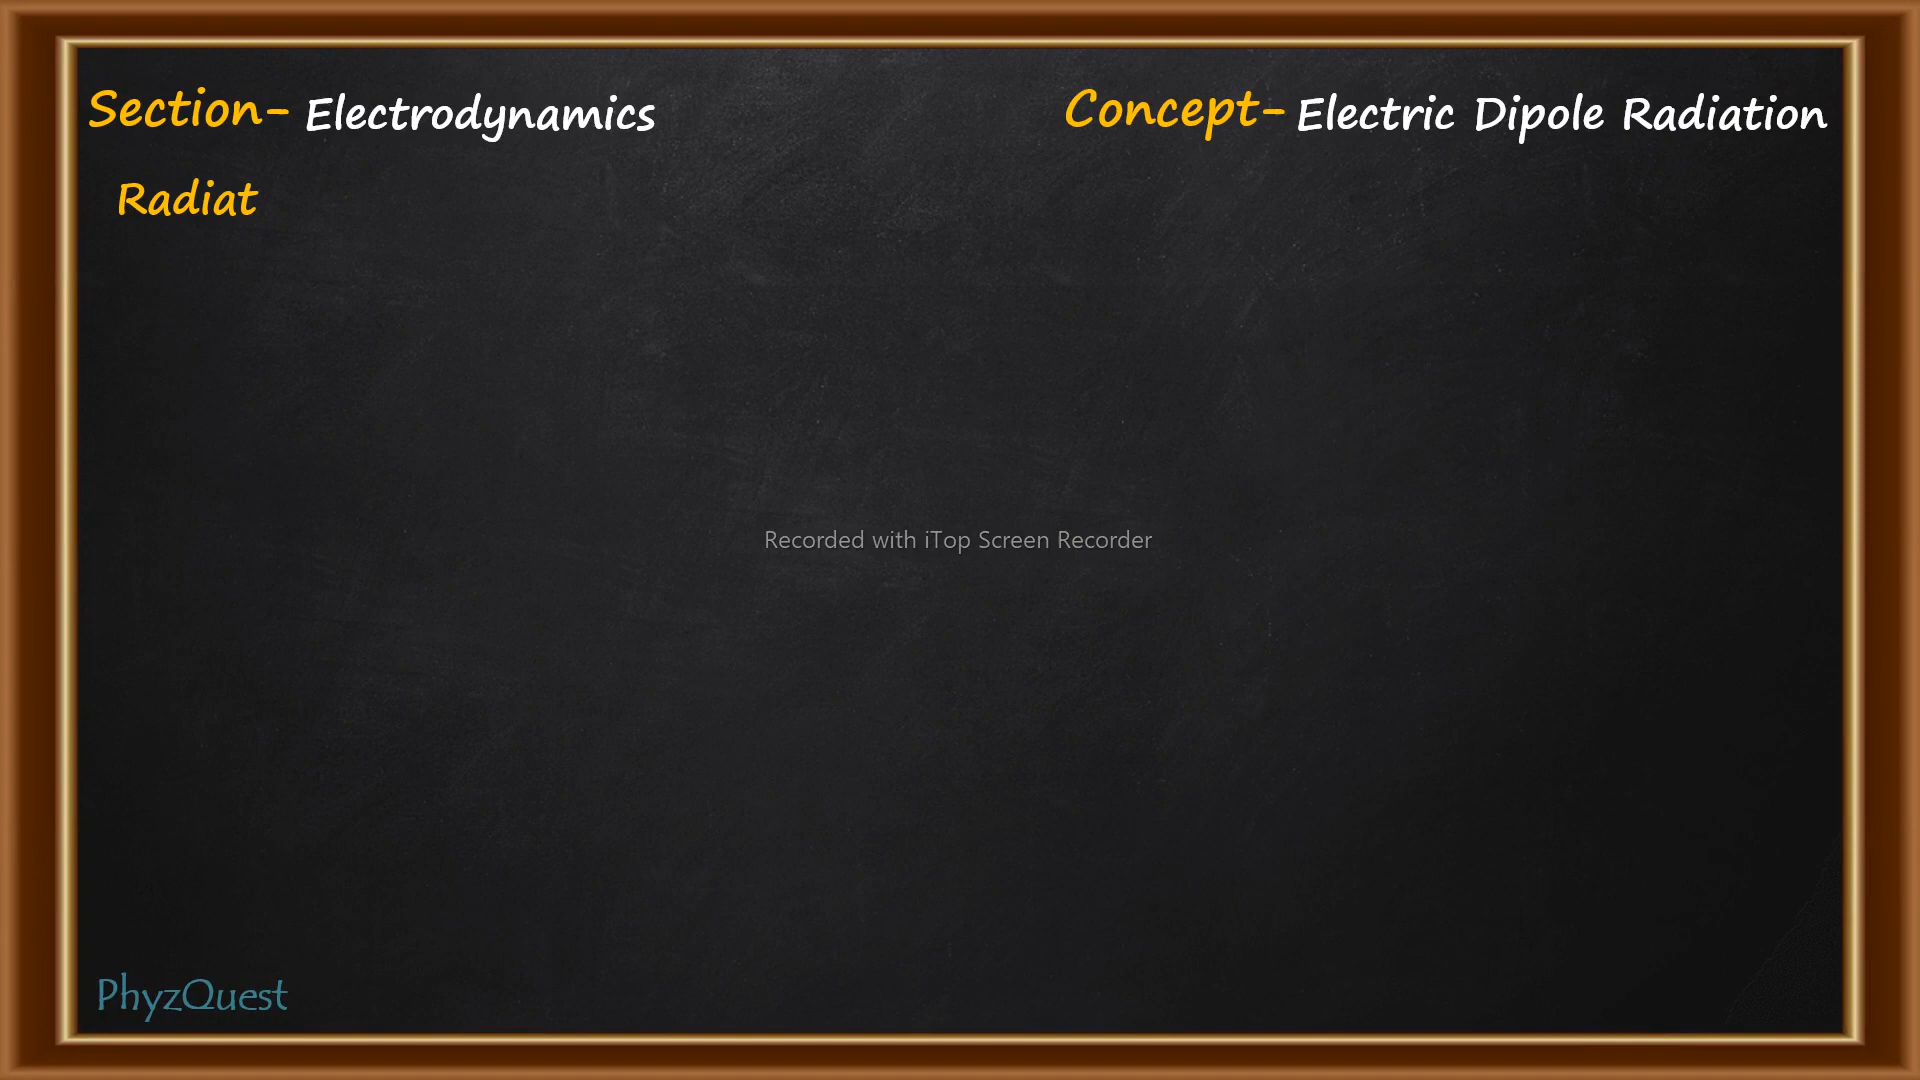 Section- Electrodynamics
Concept- Electric Dipole Radiation
Radiat
Recorded with iTop Screen Recorder
PhyzQuest